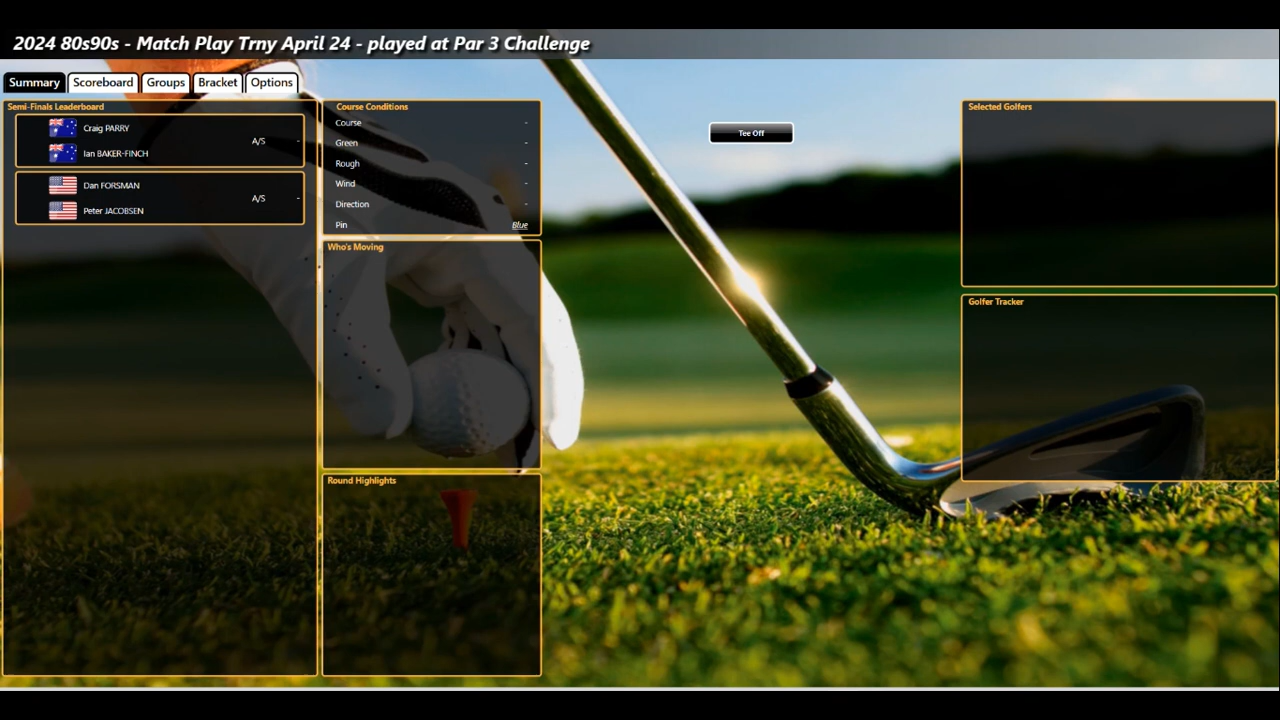 2024 80s90s - Match Play Trny April 24 - played at Par 3 Challenge
Summary Scoreboard Groups Bracket Options
Semi-Finals Leaderboard
Craig PARRY
Ian BAKER-FINCH
A/S -
Dan FORSMAN
Peter JACOBSEN
A/S -
Course Conditions
Course -
Green -
Rough -
Wind -
Direction -
Pin Blue
Who's Moving
Round Highlights
Tee Off
Selected Golfers
Golfer Tracker